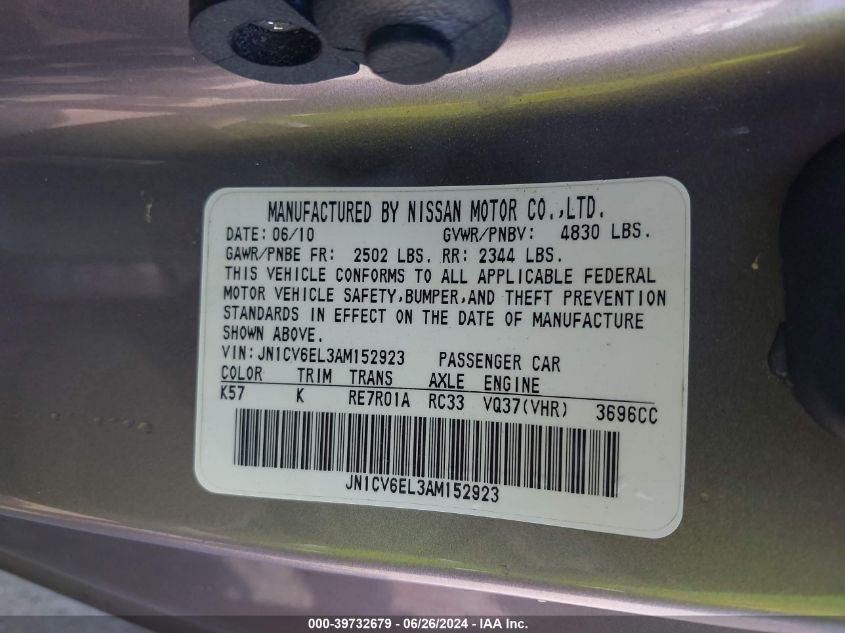 MANUFACTURED BY NISSAN MOTOR CO.,LTD.
DATE: 06/10 GVWR/PNBV: 4830 LBS.
GAWR/PNBE FR: 2502 LBS. RR: 2344 LBS.
THIS VEHICLE CONFORMS TO ALL APPLICABLE FEDERAL
MOTOR VEHICLE SAFETY,BUMPER,AND THEFT PREVENTION
STANDARDS IN EFFECT ON THE DATE OF MANUFACTURE
SHOWN ABOVE.
VIN:JN1CV6EL3AM152923 PASSENGER CAR
COLOR TRIM TRANS AXLE ENGINE
K57 K RE7R01A RC33 VQ37(VHR) 3696CC
JN1CV6EL3AM152923
000-39732679 / 06/26/2024 - IAA Inc.